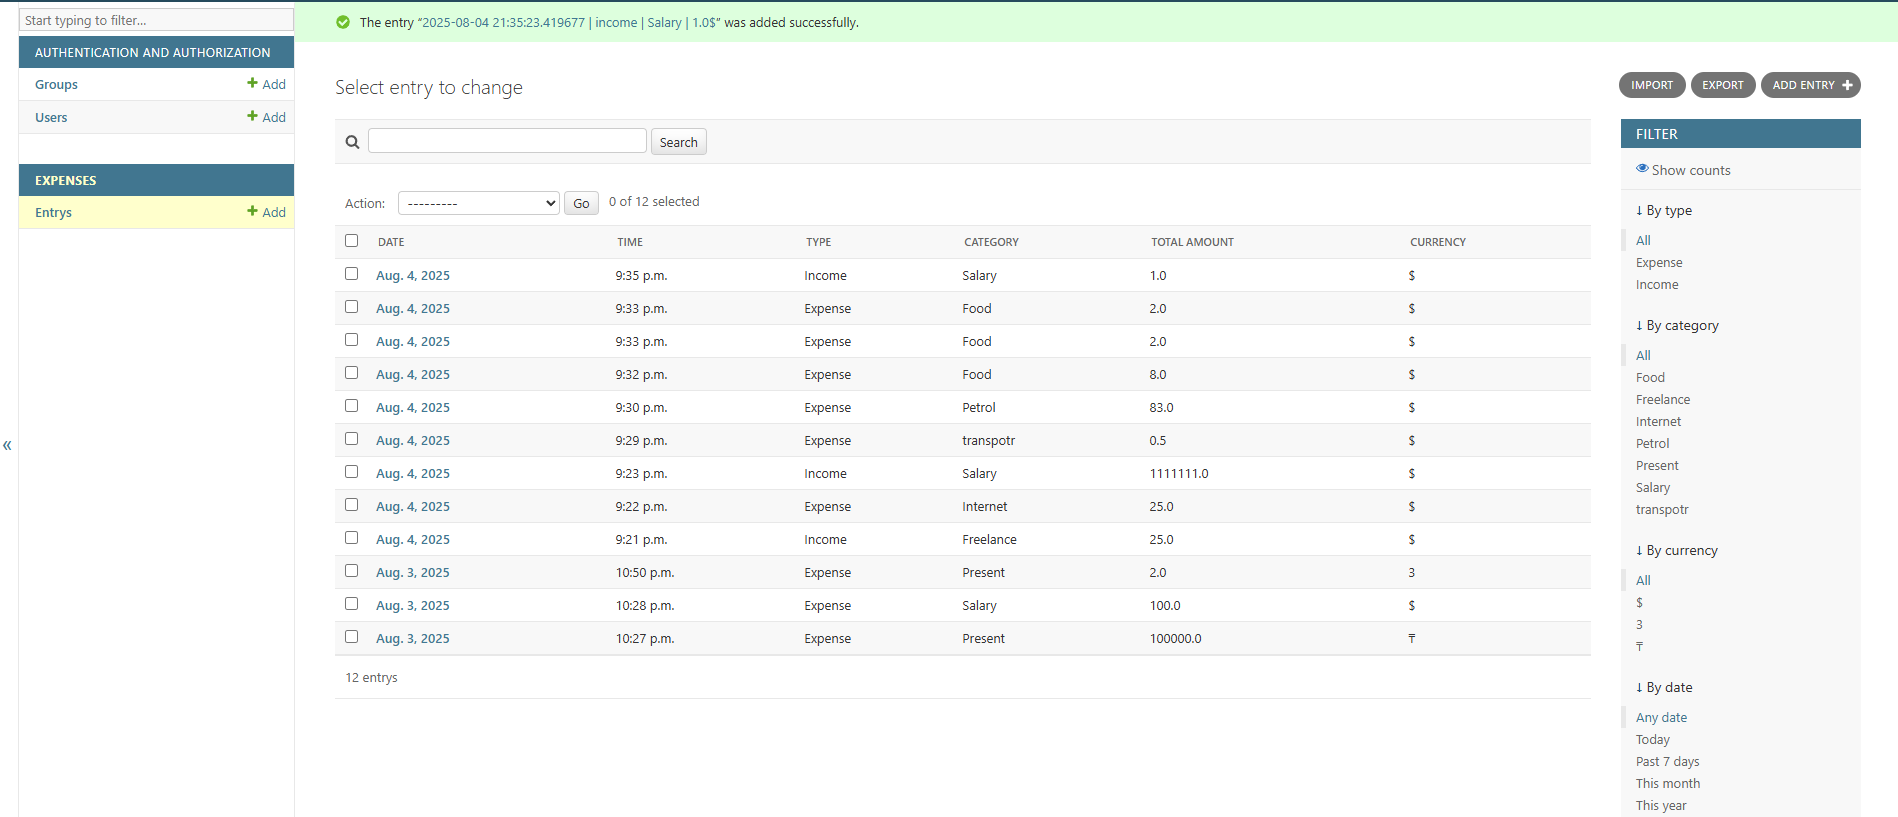 Start typing to filter...
AUTHENTICATION AND AUTHORIZATION
Groups
Add
Users
Add
EXPENSES
Entrys
Add
«
The entry “2025-08-04 21:35:23.419677 | income | Salary | 1.0$” was added successfully.
Select entry to change
IMPORT
EXPORT
ADD ENTRY
Search
Action: --------- Go 0 of 12 selected
DATE TIME TYPE CATEGORY TOTAL AMOUNT CURRENCY
Aug. 4, 2025 9:35 p.m. Income Salary 1.0 $
Aug. 4, 2025 9:33 p.m. Expense Food 2.0 $
Aug. 4, 2025 9:33 p.m. Expense Food 2.0 $
Aug. 4, 2025 9:32 p.m. Expense Food 8.0 $
Aug. 4, 2025 9:30 p.m. Expense Petrol 83.0 $
Aug. 4, 2025 9:29 p.m. Expense transpotr 0.5 $
Aug. 4, 2025 9:23 p.m. Income Salary 1111111.0 $
Aug. 4, 2025 9:22 p.m. Expense Internet 25.0 $
Aug. 4, 2025 9:21 p.m. Income Freelance 25.0 $
Aug. 3, 2025 10:50 p.m. Expense Present 2.0 3
Aug. 3, 2025 10:28 p.m. Expense Salary 100.0 $
Aug. 3, 2025 10:27 p.m. Expense Present 100000.0 ₸
12 entrys
FILTER
Show counts
↓ By type
All
Expense
Income
↓ By category
All
Food
Freelance
Internet
Petrol
Present
Salary
transpotr
↓ By currency
All
$
3
₸
↓ By date
Any date
Today
Past 7 days
This month
This year